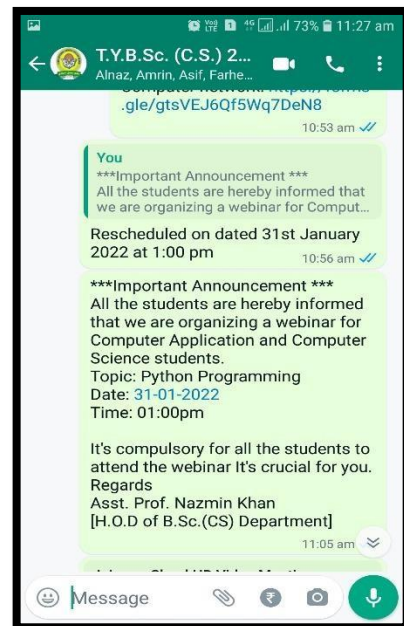 73% 11:27 am
T.Y.B.Sc. (C.S.) 2...
Alnaz, Amrin, Asif, Farhe...
.gle/gtsVEJ6Qf5Wq7DeN8
10:53 am
You
***Important Announcement ***
All the students are hereby informed that
we are organizing a webinar for Comput...
Rescheduled on dated 31st January
2022 at 1:00 pm
10:56 am
***Important Announcement ***
All the students are hereby informed
that we are organizing a webinar for
Computer Application and Computer
Science students.
Topic: Python Programming
Date: 31-01-2022
Time: 01:00pm
It's compulsory for all the students to
attend the webinar It's crucial for you.
Regards
Asst. Prof. Nazmin Khan
[H.O.D of B.Sc.(CS) Department]
11:05 am
Message